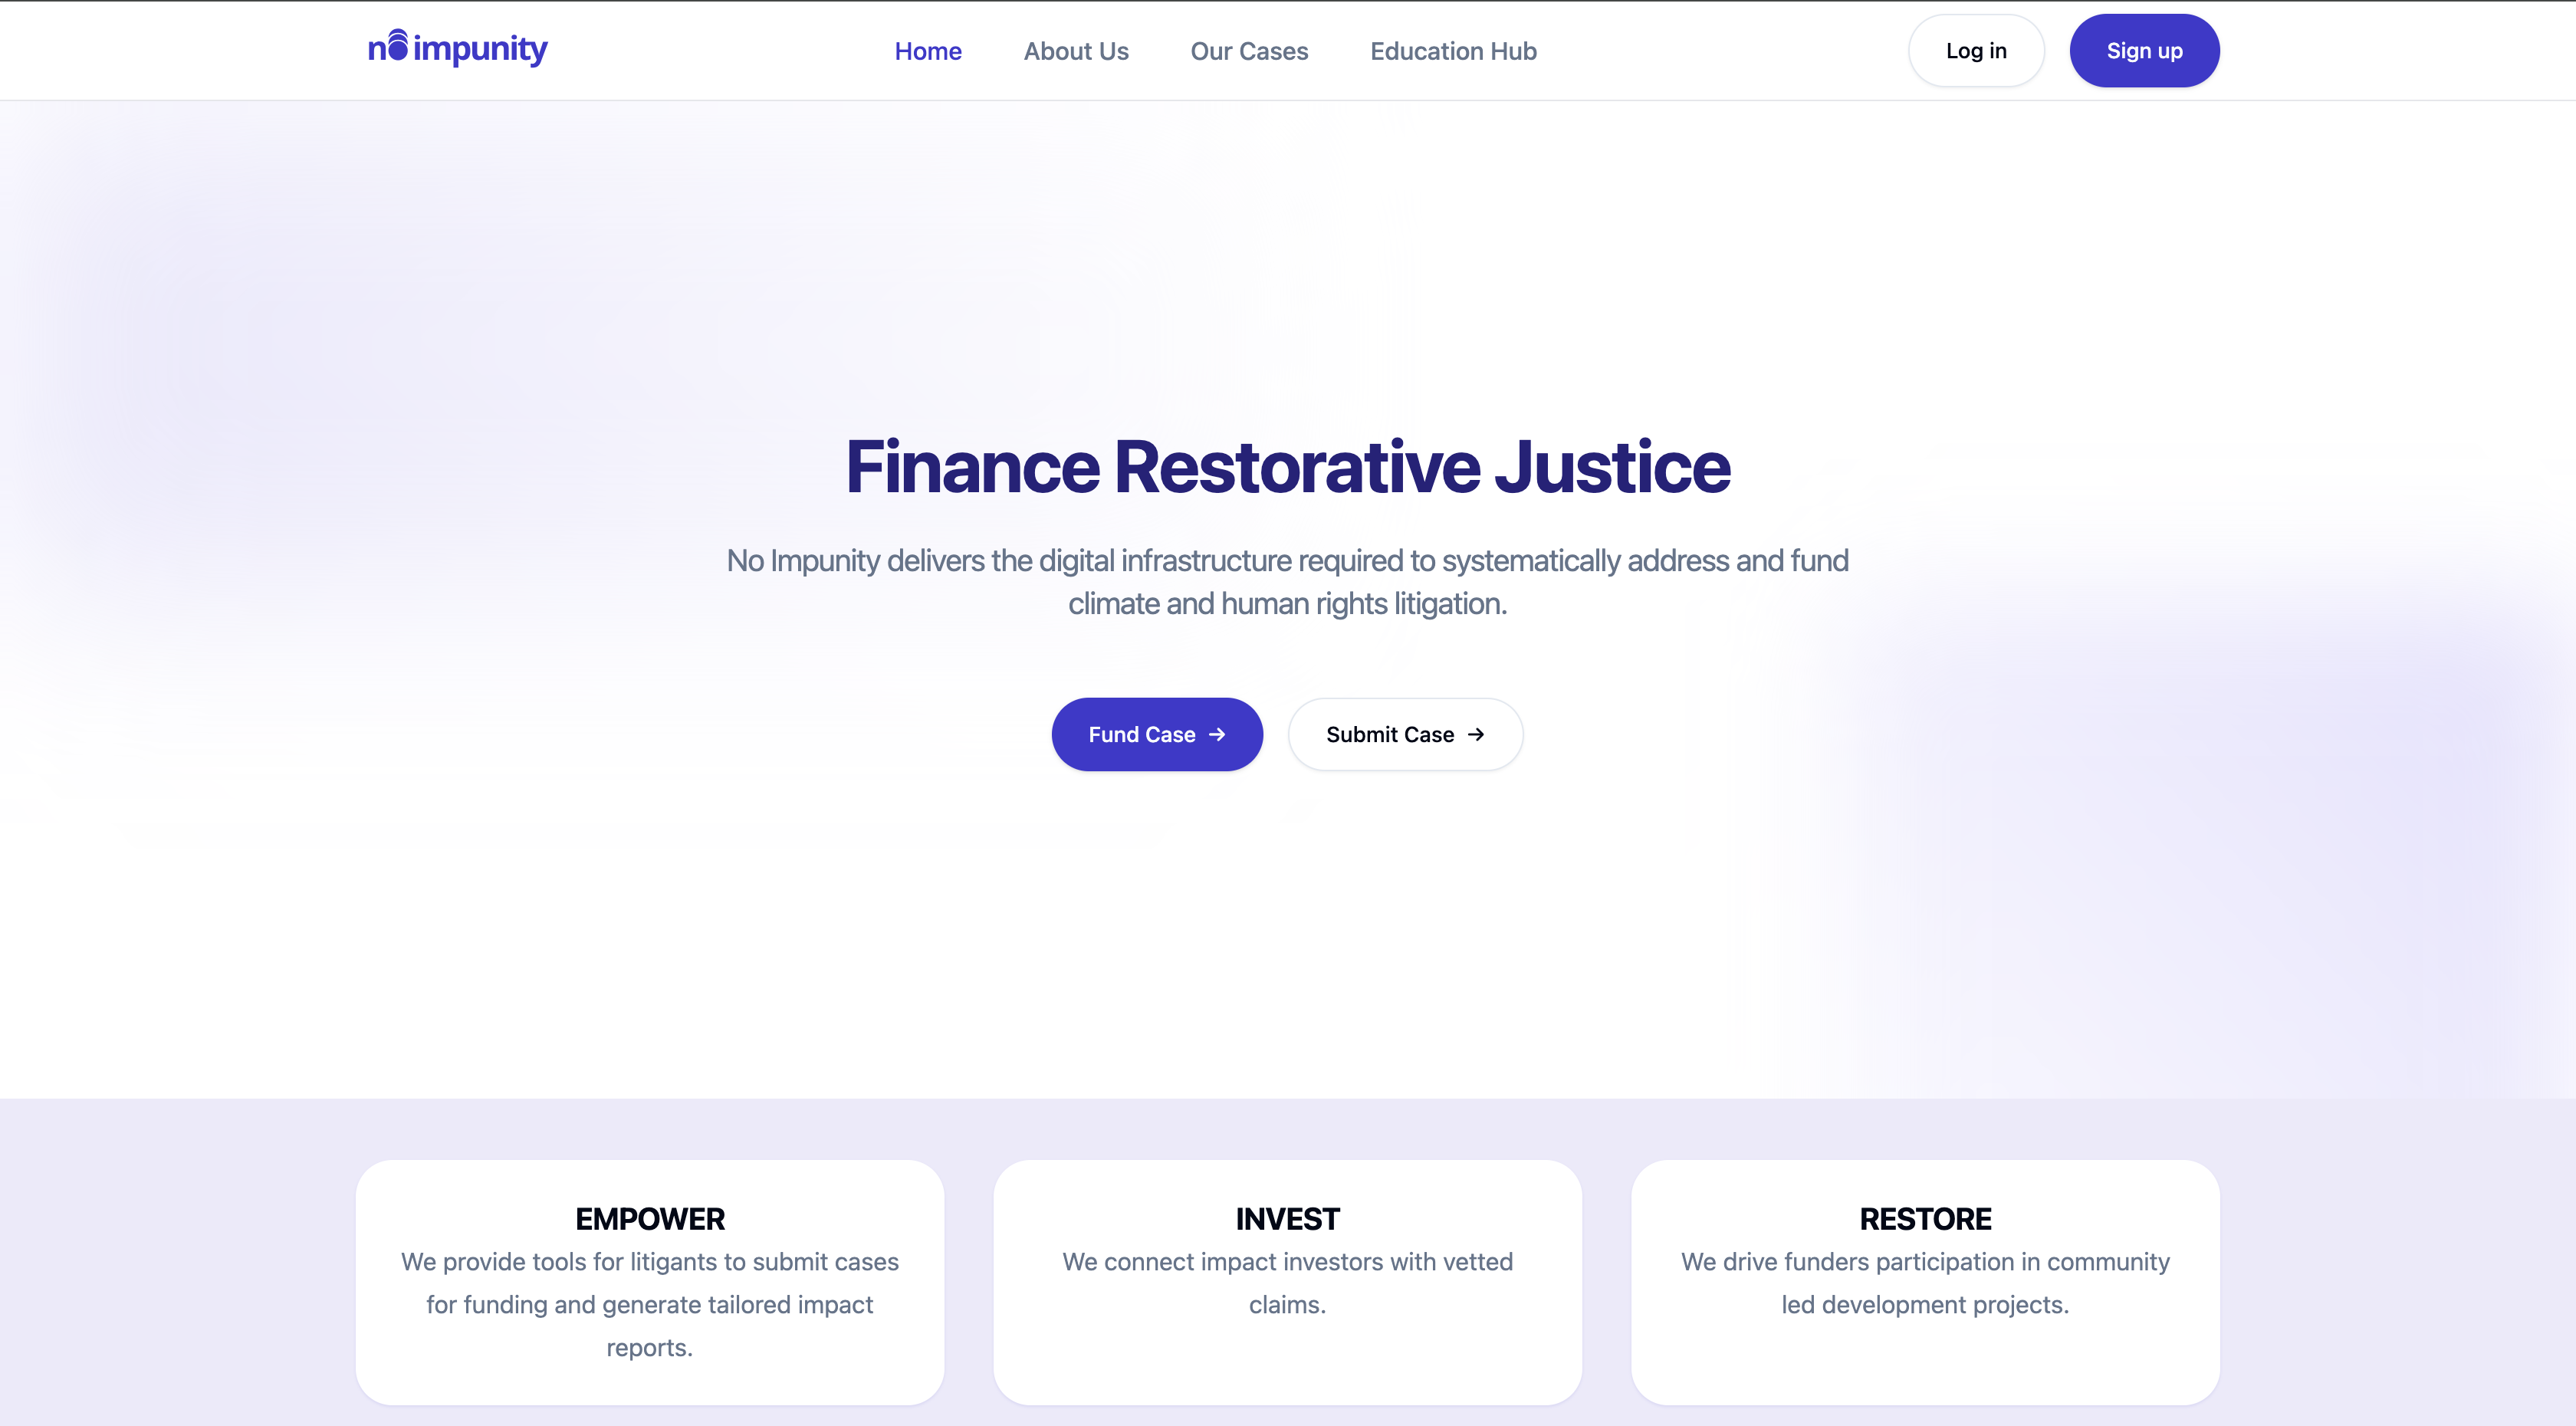 no impunity
Home
About Us
Our Cases
Education Hub
Log in
Sign up
Finance Restorative Justice
No Impunity delivers the digital infrastructure required to systematically address and fund
climate and human rights litigation.
Fund Case →
Submit Case →
EMPOWER
We provide tools for litigants to submit cases
for funding and generate tailored impact
reports.
INVEST
We connect impact investors with vetted
claims.
RESTORE
We drive funders participation in community
led development projects.